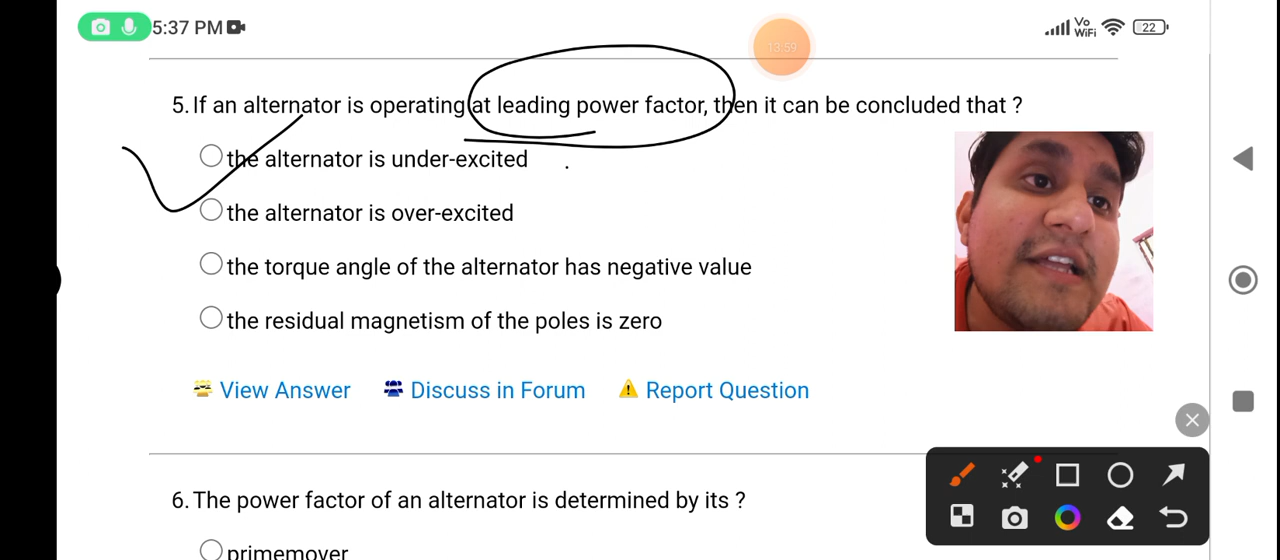 5:37 PM
Vo
WiFi
22
13:59
5. If an alternator is operating at leading power factor, then it can be concluded that ?
the alternator is under-excited
the alternator is over-excited
the torque angle of the alternator has negative value
the residual magnetism of the poles is zero
View Answer
Discuss in Forum
Report Question
6. The power factor of an alternator is determined by its ?
primemover